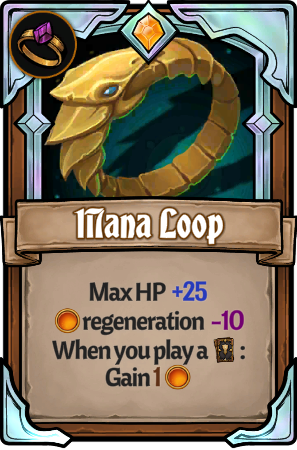 Mana Loop
Max HP +25
regeneration -10
When you play a :
Gain 1